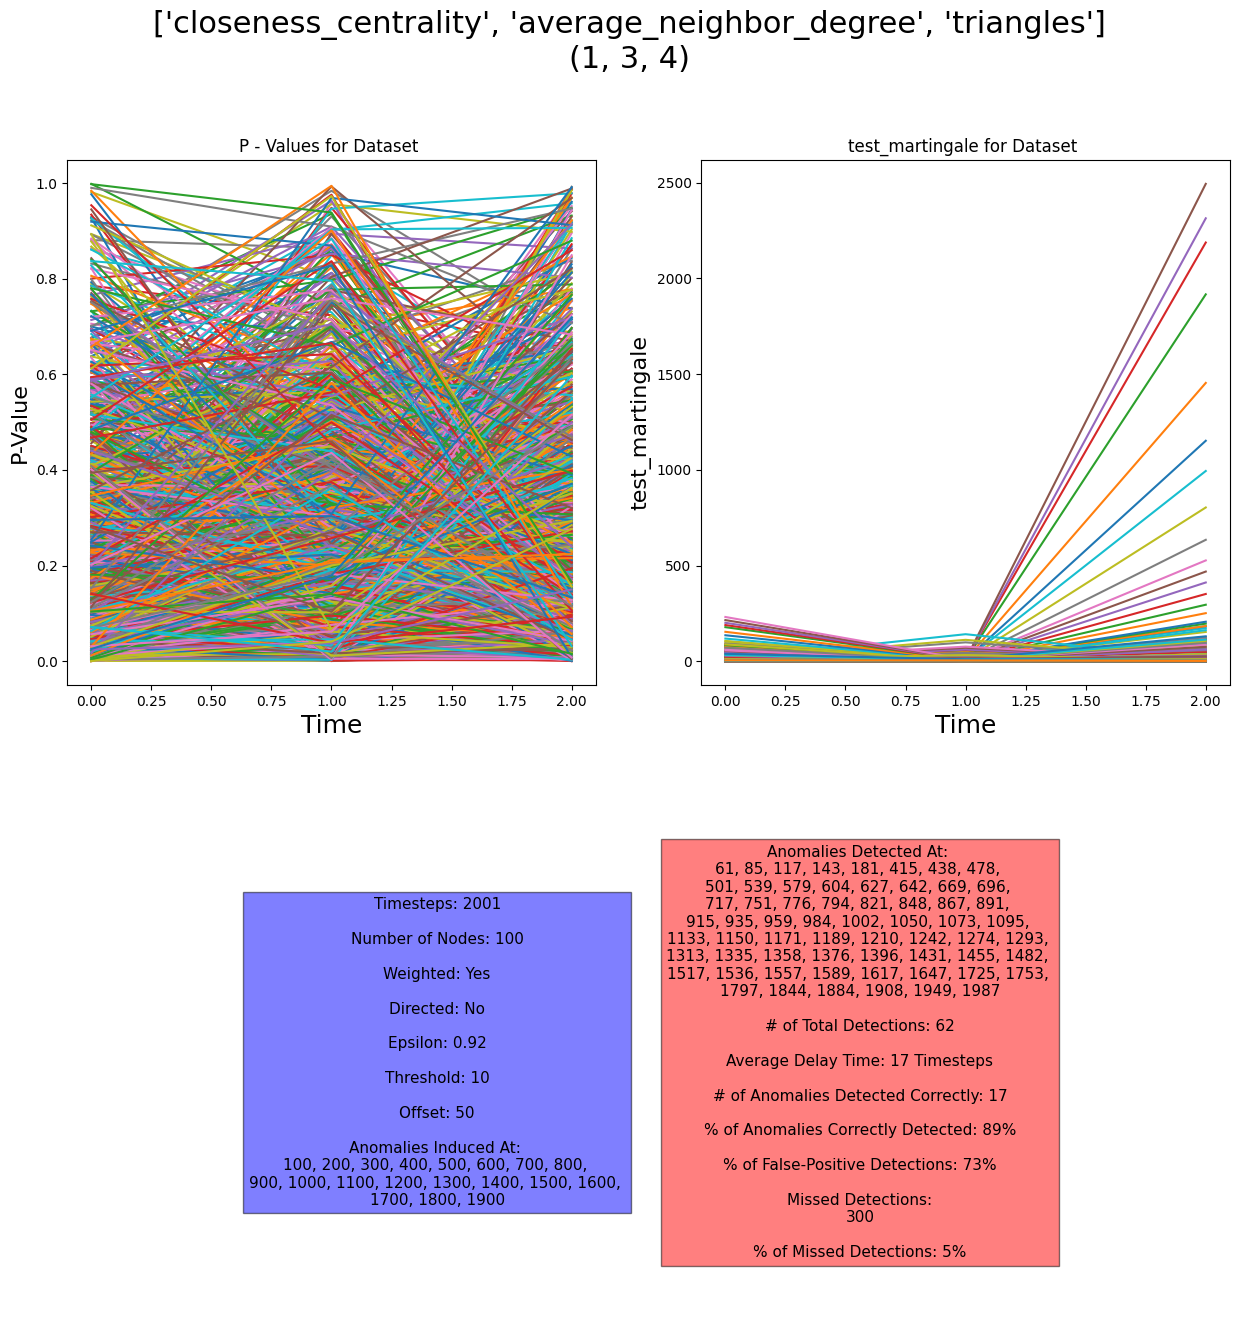 ['closeness_centrality', 'average_neighbor_degree', 'triangles']
(1, 3, 4)
P - Values for Dataset
P-Value
1.0
0.8
0.6
0.4
0.2
0.0
0.00 0.25 0.50 0.75 1.00 1.25 1.50 1.75 2.00
Time
test_martingale for Dataset
test_martingale
2500
2000
1500
1000
500
0
0.00 0.25 0.50 0.75 1.00 1.25 1.50 1.75 2.00
Time
Timesteps: 2001
Number of Nodes: 100
Weighted: Yes
Directed: No
Epsilon: 0.92
Threshold: 10
Offset: 50
Anomalies Induced At:
100, 200, 300, 400, 500, 600, 700, 800,
900, 1000, 1100, 1200, 1300, 1400, 1500, 1600,
1700, 1800, 1900
Anomalies Detected At:
61, 85, 117, 143, 181, 415, 438, 478,
501, 539, 579, 604, 627, 642, 669, 696,
717, 751, 776, 794, 821, 848, 867, 891,
915, 935, 959, 984, 1002, 1050, 1073, 1095,
1133, 1150, 1171, 1189, 1210, 1242, 1274, 1293,
1313, 1335, 1358, 1376, 1396, 1431, 1455, 1482,
1517, 1536, 1557, 1589, 1617, 1647, 1725, 1753,
1797, 1844, 1884, 1908, 1949, 1987
# of Total Detections: 62
Average Delay Time: 17 Timesteps
# of Anomalies Detected Correctly: 17
% of Anomalies Correctly Detected: 89%
% of False-Positive Detections: 73%
Missed Detections:
300
% of Missed Detections: 5%